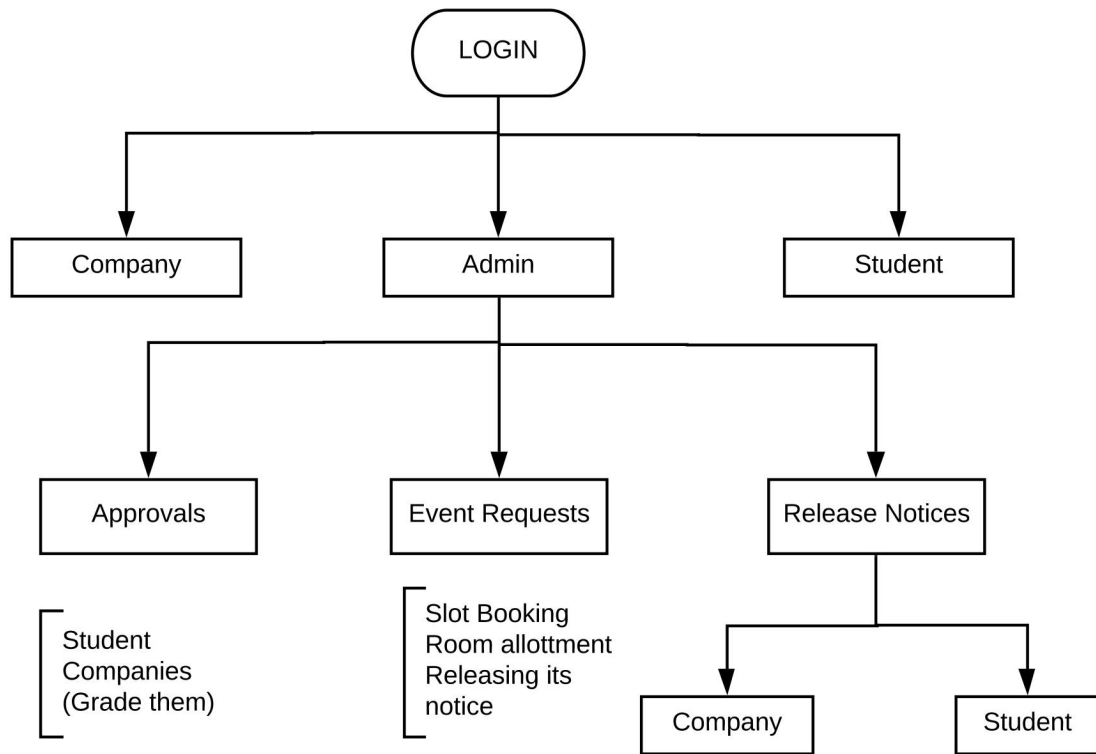 LOGIN
Company
Admin
Student
Approvals
Event Requests
Release Notices
Student
Companies
(Grade them)
Slot Booking
Room allottment
Releasing its
notice
Company
Student